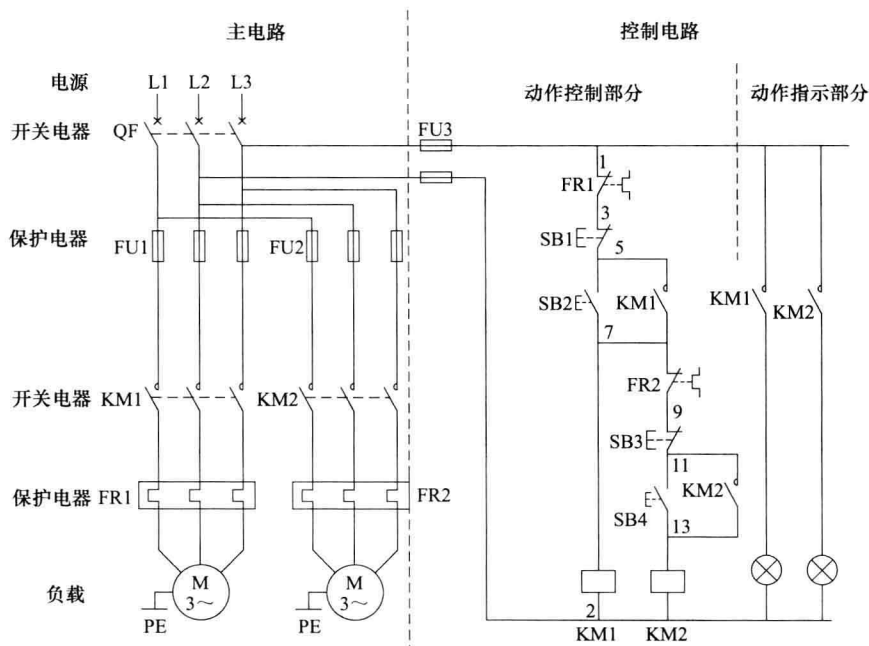 主电路
控制电路
电源
L1
L2
L3
动作控制部分
动作指示部分
开关电器
QF
FU3
1
FR1
3
保护电器
FU1
FU2
SB1
5
SB2
KM1
KM1
KM2
7
FR2
开关电器
KM1
KM2
9
SB3
11
KM2
保护电器
FR1
FR2
SB4
13
负载
M
3～
M
3～
PE
PE
2
KM1
KM2